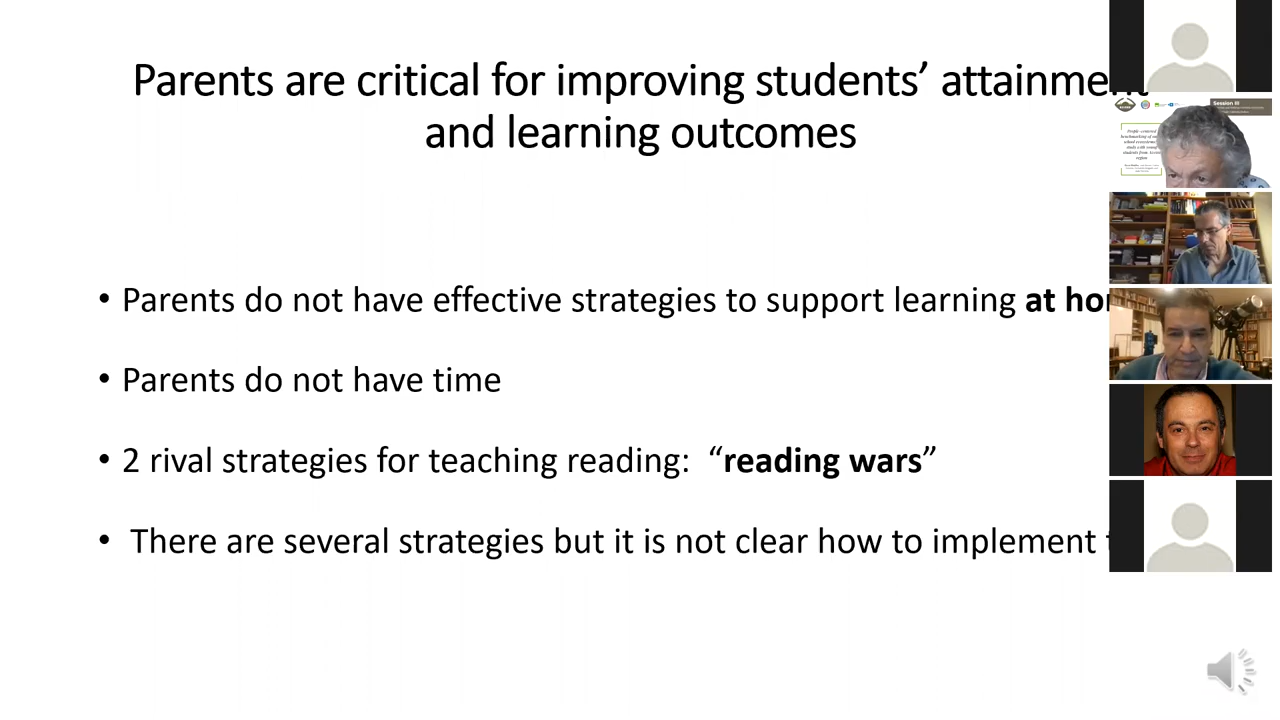 Parents are critical for improving students’ attainment
and learning outcomes
• Parents do not have effective strategies to support learning at
• Parents do not have time
• 2 rival strategies for teaching reading: “reading wars”
• There are several strategies but it is not clear how to implement
Session III